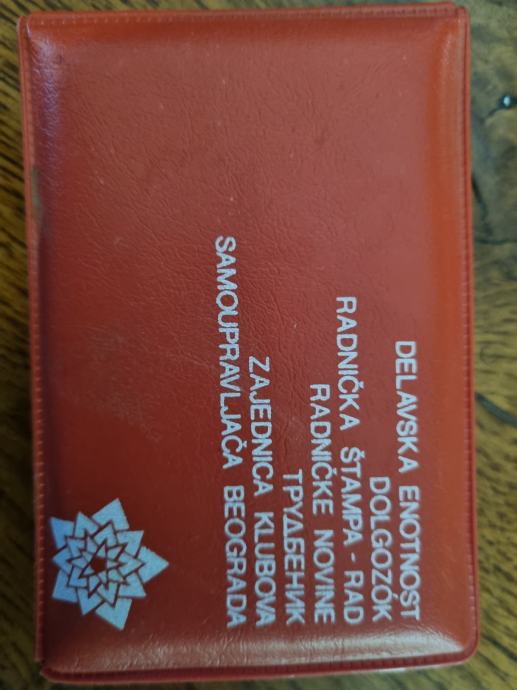 DELAVSKA ENOTNOST
DOLGOZÓK
RADNIČKA ŠTAMPA - RAD
RADNIČKE NOVINE
ТРУДБЕНИК
ZAJEDNICA KLUBOVA
SAMOUPRAVLJAČA BEOGRADA